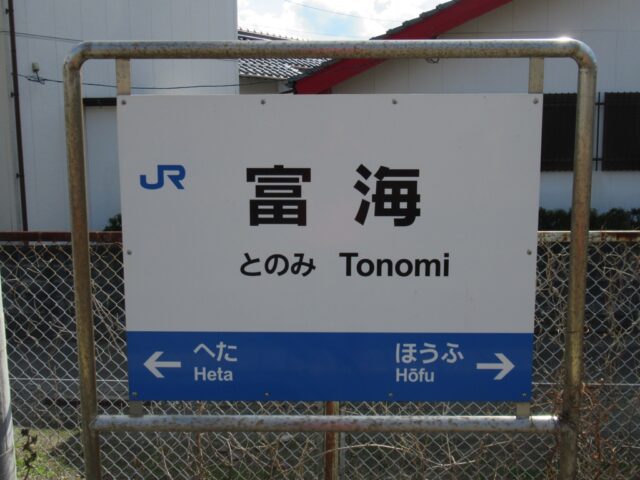 JR
富海
とのみ Tonomi
← へた
Heta
ほうふ →
Hōfu